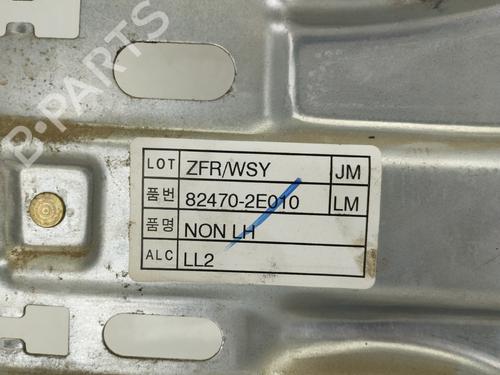 B-PARTS
LOT ZFR/WSY JM
품번 82470-2E010 LM
품명 NON LH
ALC LL2